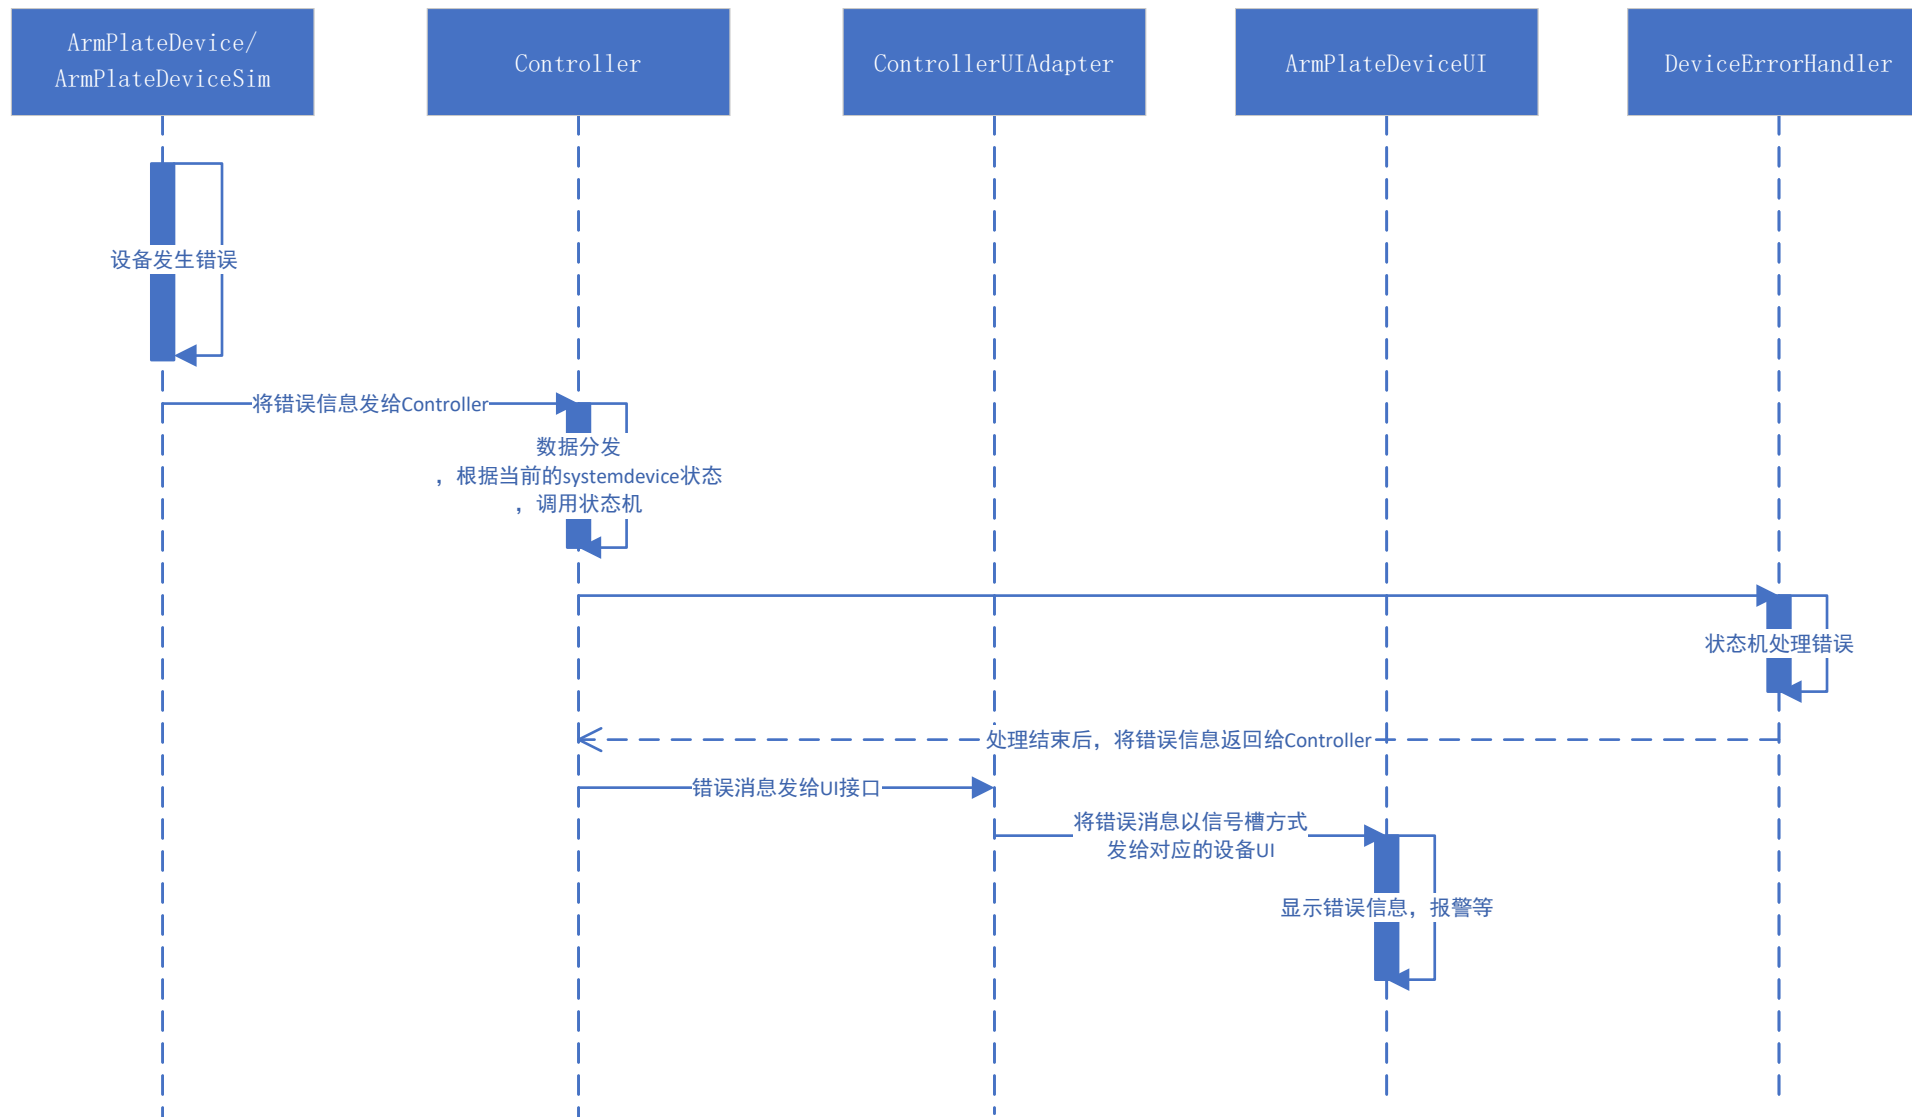 ArmPlateDevice/
ArmPlateDeviceSim
Controller
ControllerUIAdapter
ArmPlateDeviceUI
DeviceErrorHandler
设备发生错误
将错误信息发给Controller
数据分发
，根据当前的systemdevice状态
，调用状态机
状态机处理错误
处理结束后，将错误信息返回给Controller
错误消息发给UI接口
将错误消息以信号槽方式
发给对应的设备UI
显示错误信息，报警等